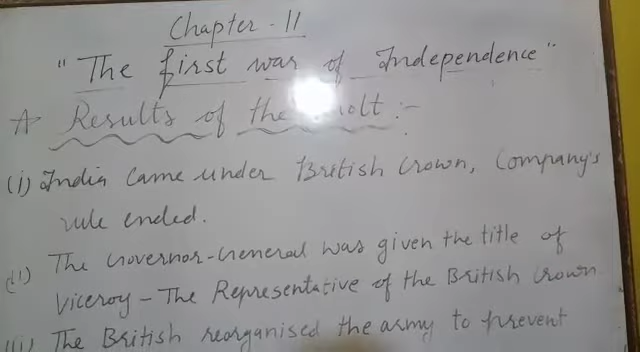 Chapter - 11
"The first war of Independence"
A Results of the :-
(i) India came under British Crown, Company's
rule ended.
(ii) The Governor-General was given the title of
Viceroy - The Representative of the British Crown
(iii) The British reorganised the army to prevent